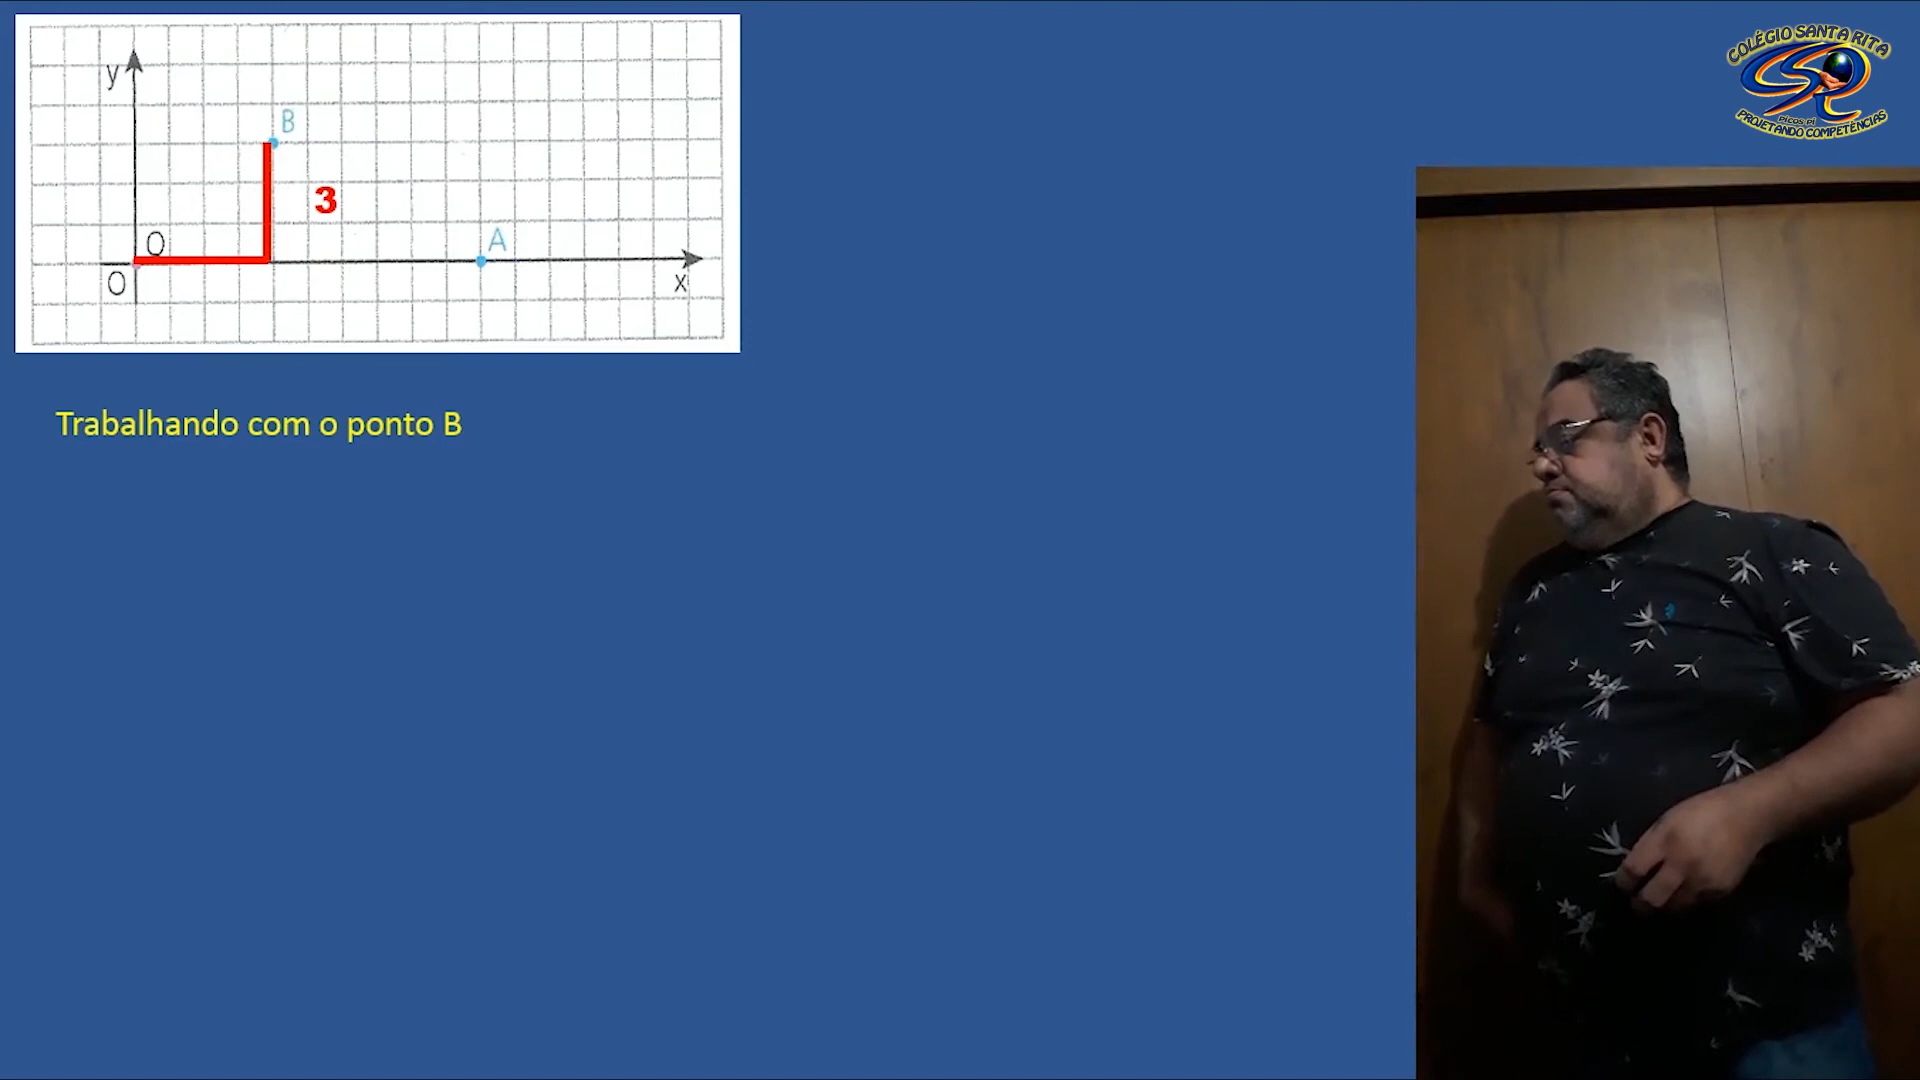 y
B
3
O
A
O
x
Trabalhando com o ponto B
COLÉGIO SANTA RITA
PICOS PI
PROJETANDO COMPETÊNCIAS